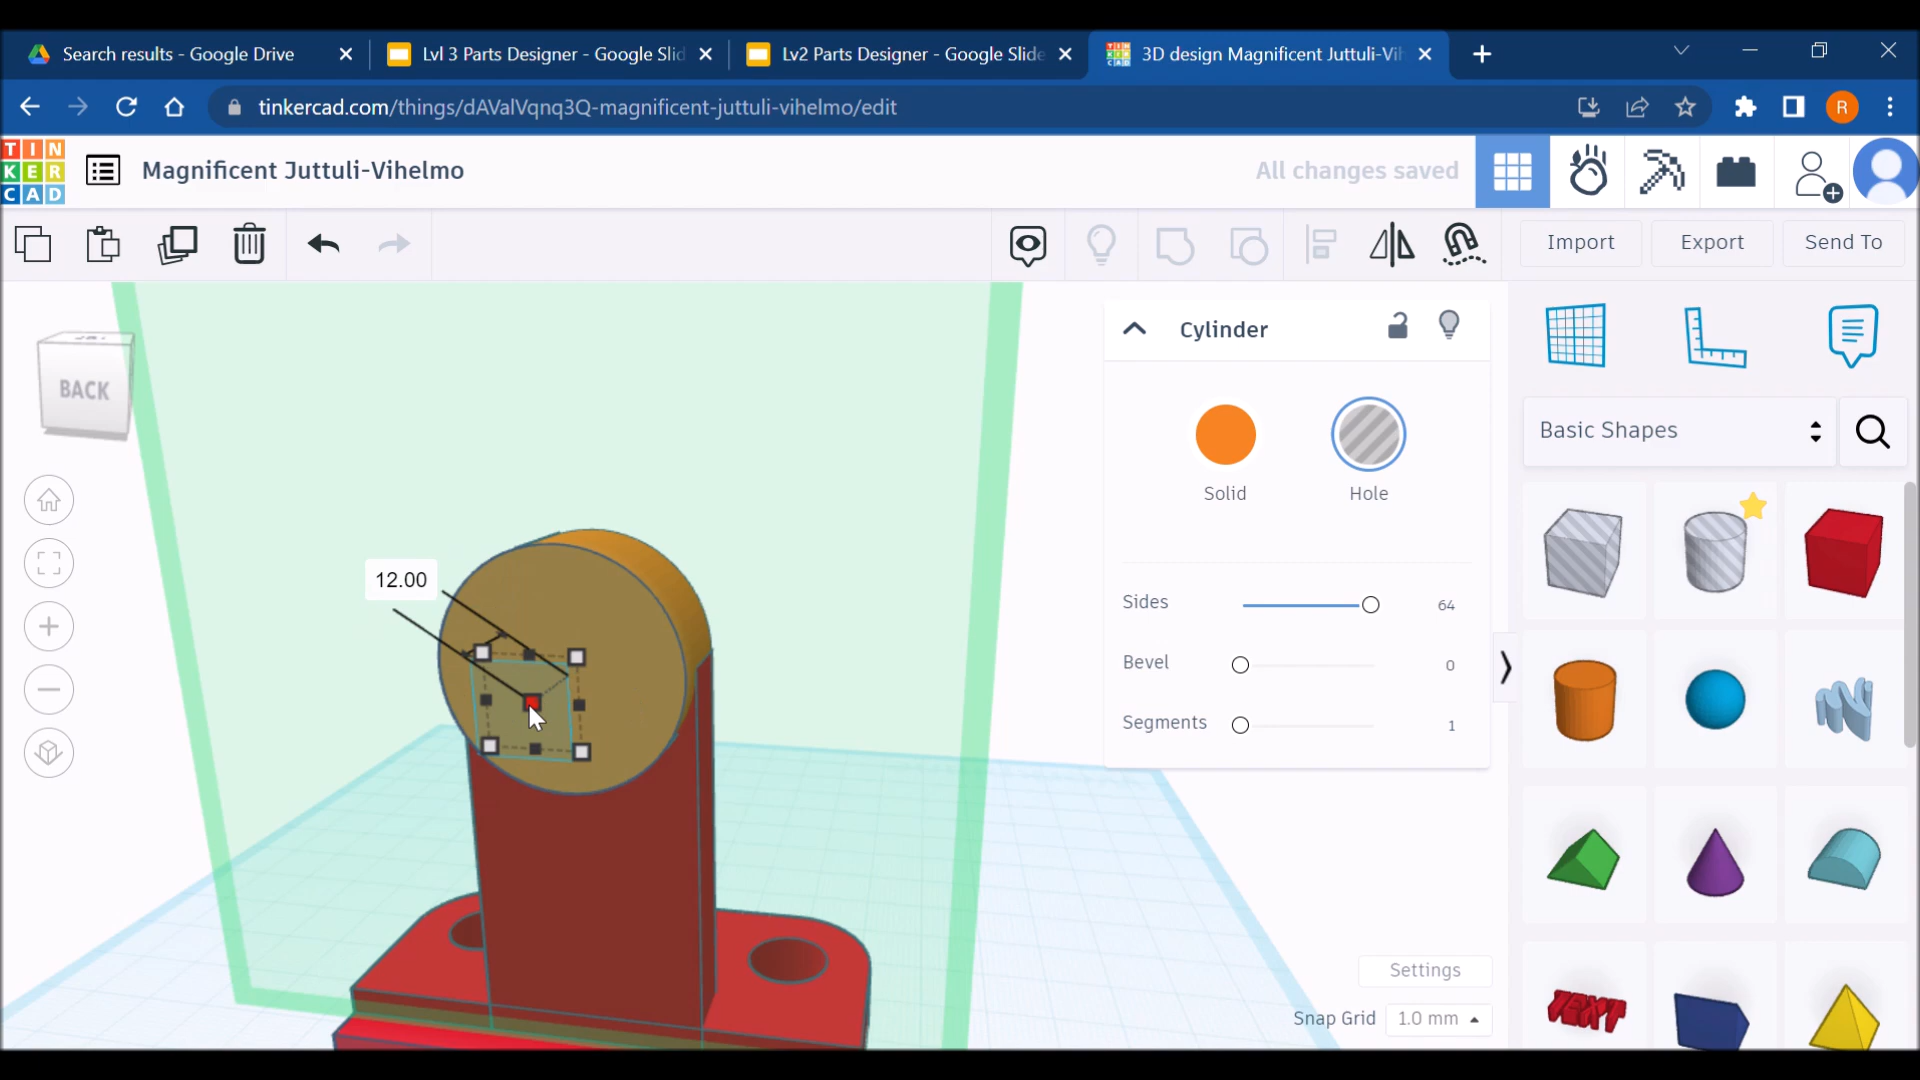 Search results - Google Drive
Lvl 3 Parts Designer - Google Slid
Lv2 Parts Designer - Google Slide
3D design Magnificent Juttuli-Vih
tinkercad.com/things/dAValVqnq3Q-magnificent-juttuli-vihelmo/edit
R
TIN
KER
CAD
Magnificent Juttuli-Vihelmo
All changes saved
Import
Export
Send To
BACK
Cylinder
Solid
Hole
Basic Shapes
12.00
Sides
64
Bevel
0
Segments
1
TEXT
Settings
Snap Grid
1.0 mm